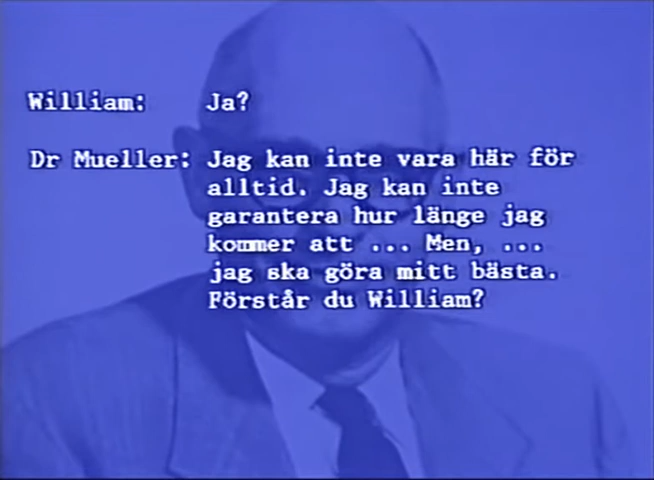 William: Ja?
Dr Mueller: Jag kan inte vara här för
alltid. Jag kan inte
garantera hur länge jag
kommer att ... Men, ...
jag ska göra mitt bästa.
Förstår du William?